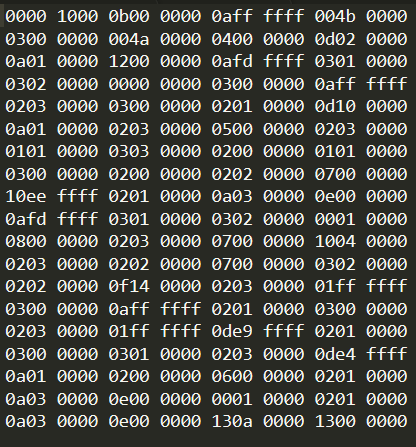 0000 1000 0b00 0000 0aff ffff 004b 0000
0300 0000 004a 0000 0400 0000 0d02 0000
0a01 0000 1200 0000 0afd ffff 0301 0000
0302 0000 0000 0000 0300 0000 0aff ffff
0203 0000 0300 0000 0201 0000 0d10 0000
0a01 0000 0203 0000 0500 0000 0203 0000
0101 0000 0303 0000 0200 0000 0101 0000
0300 0000 0200 0000 0202 0000 0700 0000
10ee ffff 0201 0000 0a03 0000 0e00 0000
0afd ffff 0301 0000 0302 0000 0001 0000
0800 0000 0203 0000 0700 0000 1004 0000
0203 0000 0202 0000 0700 0000 0302 0000
0202 0000 0f14 0000 0203 0000 01ff ffff
0300 0000 0aff ffff 0201 0000 0300 0000
0203 0000 01ff ffff 0de9 ffff 0201 0000
0300 0000 0301 0000 0203 0000 0de4 ffff
0a01 0000 0200 0000 0600 0000 0201 0000
0a03 0000 0e00 0000 0001 0000 0201 0000
0a03 0000 0e00 0000 130a 0000 1300 0000